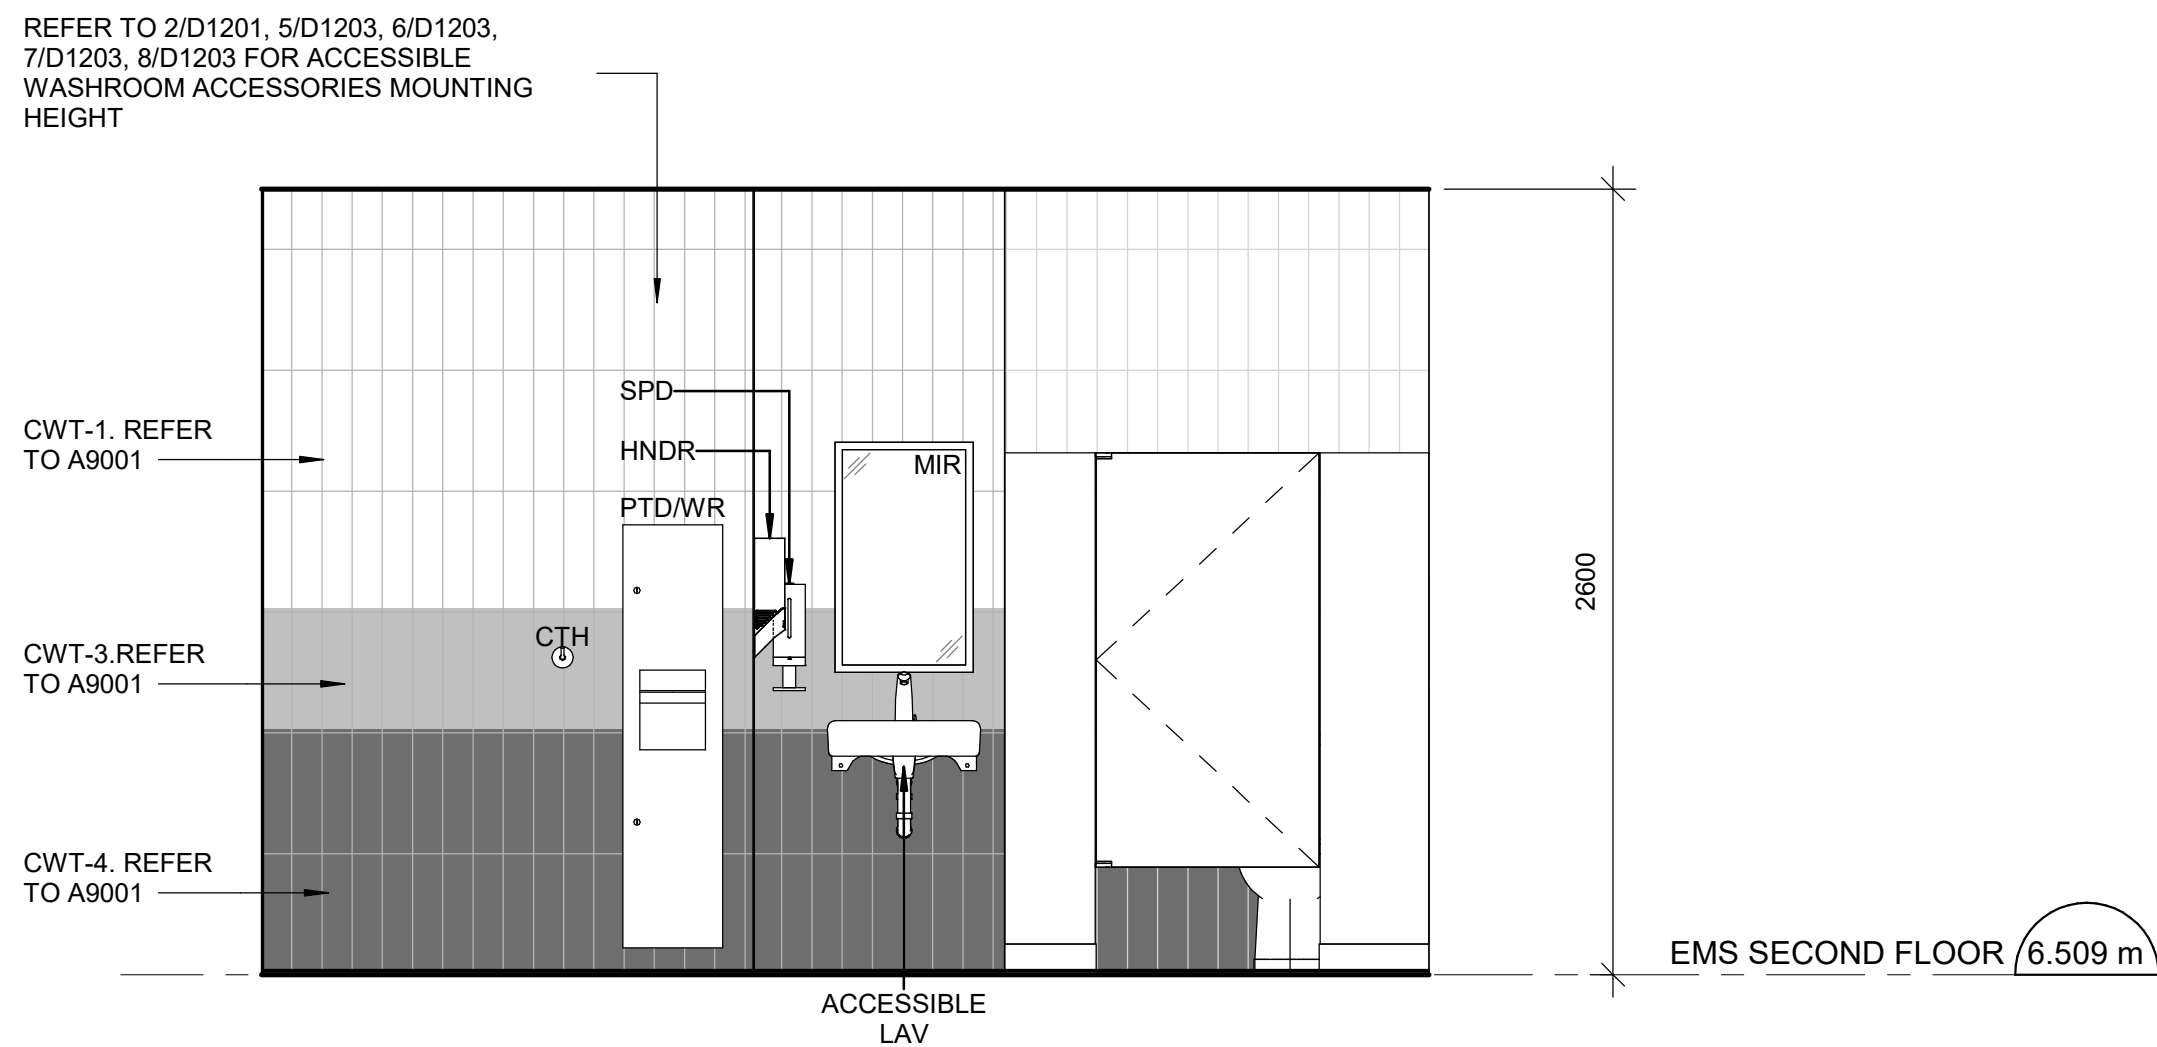 REFER TO 2/D1201, 5/D1203, 6/D1203,
7/D1203, 8/D1203 FOR ACCESSIBLE
WASHROOM ACCESSORIES MOUNTING
HEIGHT
SPD
CWT-1. REFER
TO A9001
HNDR
MIR
PTD/WR
2600
CTH
CWT-3.REFER
TO A9001
CWT-4. REFER
TO A9001
EMS SECOND FLOOR 6.509 m
ACCESSIBLE
LAV